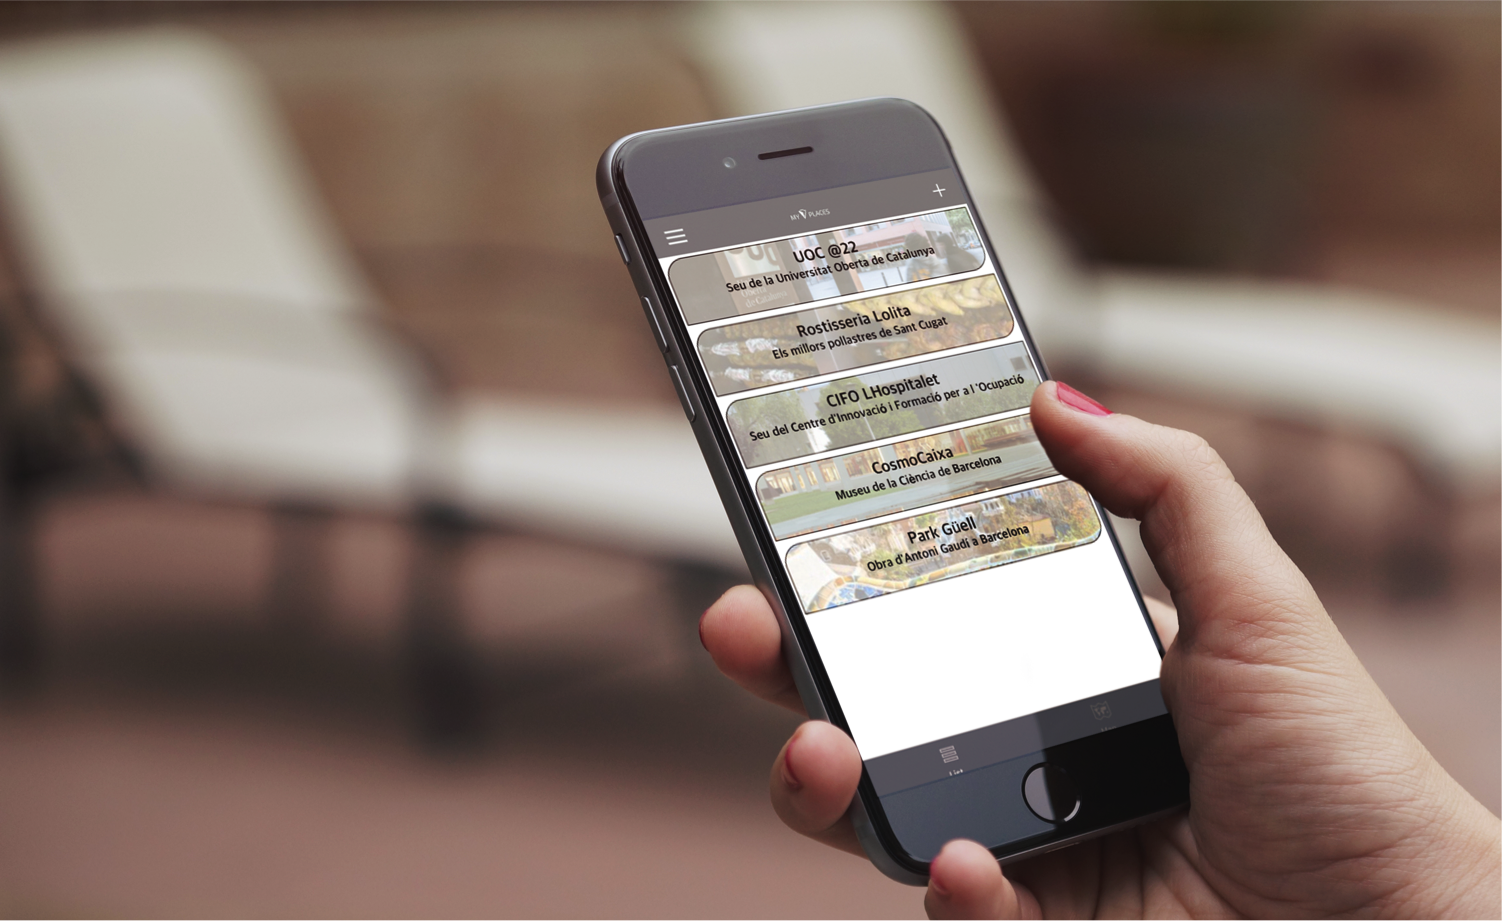 MY PLACES
UOC @22
Seu de la Universitat Oberta de Catalunya
Rostisseria Lolita
Els millors pollastres de Sant Cugat
CIFO LHospitalet
Seu del Centre d'Innovació i Formació per a l 'Ocupació
CosmoCaixa
Museu de la Ciència de Barcelona
Park Güell
Obra d'Antoni Gaudí a Barcelona
List